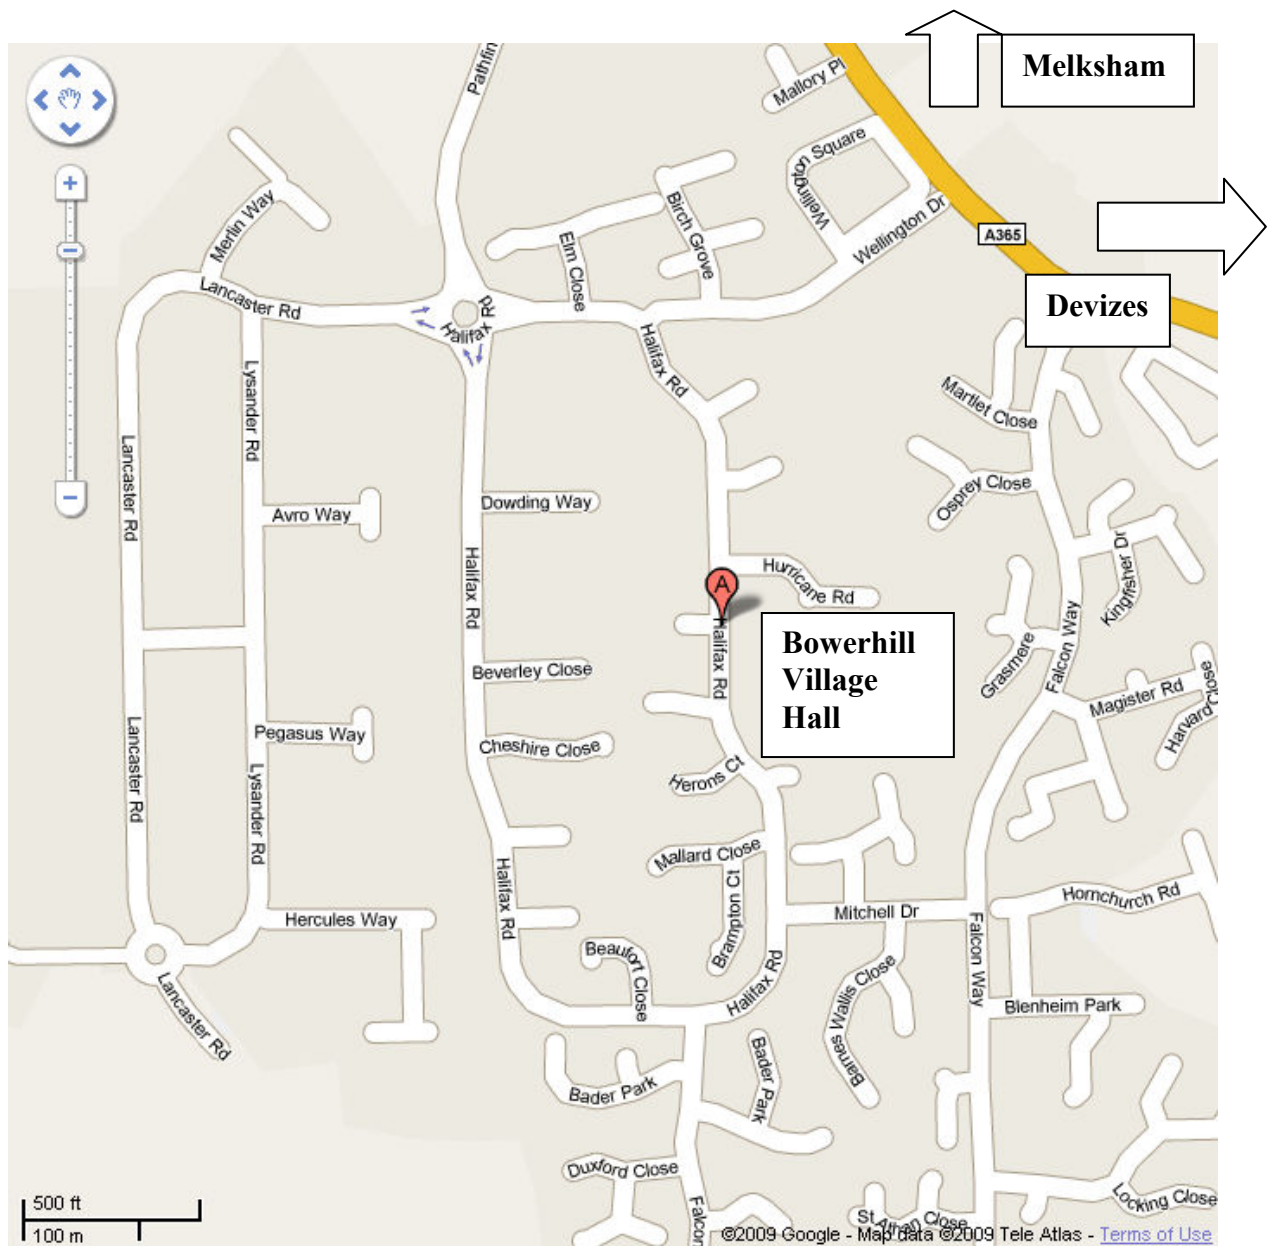 Melksham
Pathfin
Mallory Pl
Wellington Square
Wellington Dr
A365
Devizes
Merlin Way
Birch Grove
Elm Close
Lancaster Rd
Halifax Rd
Halifax Rd
Lysander Rd
Lancaster Rd
Martlet Close
Osprey Close
Kingfisher Dr
Avro Way
Dowding Way
Halifax Rd
Hurricane Rd
A
Halifax Rd
Bowerhill
Village
Hall
Grasmere
Falcon Way
Magister Rd
Harvard Close
Beverley Close
Pegasus Way
Cheshire Close
Herons Ct
Lancaster Rd
Lysander Rd
Mallard Close
Brampton Ct
Halifax Rd
Mitchell Dr
Hornchurch Rd
Hercules Way
Beaufort Close
Halifax Rd
Barnes Wallis Close
Falcon Way
Blenheim Park
Lancaster Rd
Bader Park
Bader Park
Duxford Close
Falcon
St Athan Close
Locking Close
500 ft
100 m
©2009 Google - Map data ©2009 Tele Atlas - Terms of Use